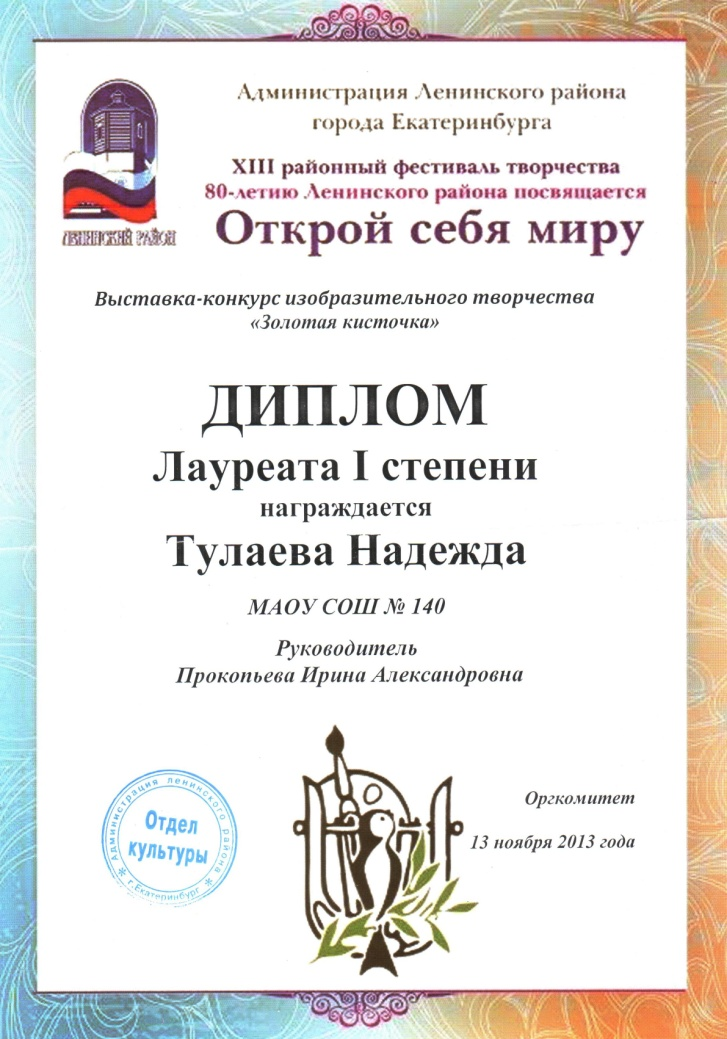 Администрация Ленинского района
города Екатеринбурга
XIII районный фестиваль творчества
80-летию Ленинского района посвящается
Открой себя миру
ЛЕНИНСКИЙ РАЙОН
Выставка-конкурс изобразительного творчества
«Золотая кисточка»
ДИПЛОМ
Лауреата I степени
награждается
Тулаева Надежда
МАОУ СОШ № 140
Руководитель
Прокопьева Ирина Александровна
Оргкомитет
13 ноября 2013 года
Администрация ленинского района
Отдел
культуры
г.Екатеринбург